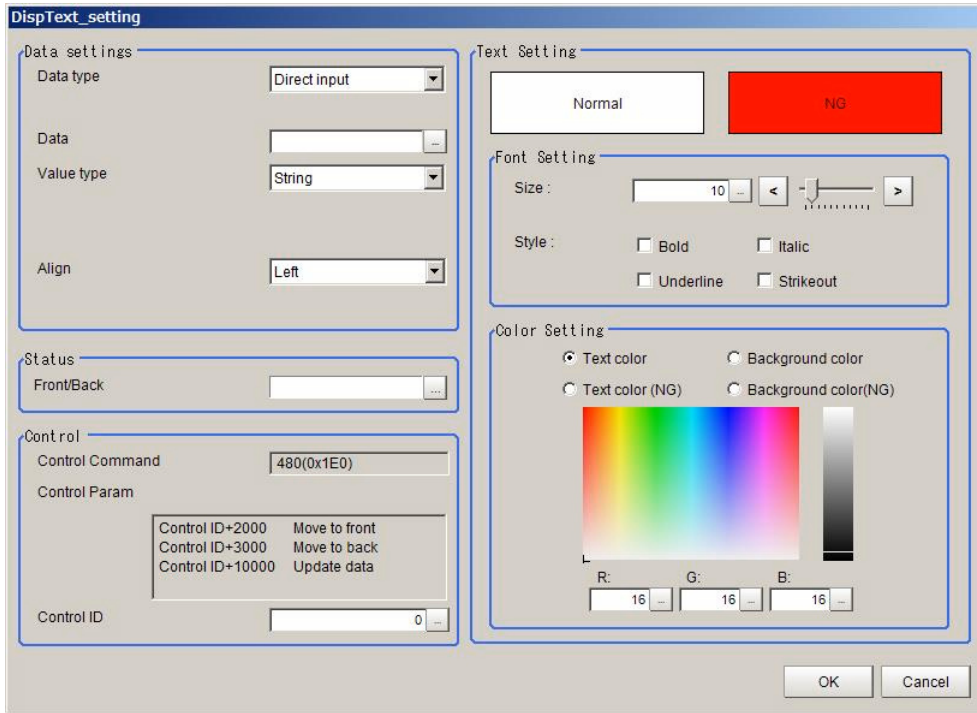 DispText_setting
Data settings
Data type Direct input
Data ...
Value type String
Align Left
Status
Front/Back ...
Control
Control Command 480(0x1E0)
Control Param
Control ID+2000 Move to front
Control ID+3000 Move to back
Control ID+10000 Update data
Control ID 0 ...
Text Setting
Normal NG
Font Setting
Size : 10 ... < >
Style : Bold Italic
Underline Strikeout
Color Setting
Text color Background color
Text color (NG) Background color(NG)
R: G: B:
16 ... 16 ... 16 ...
OK Cancel